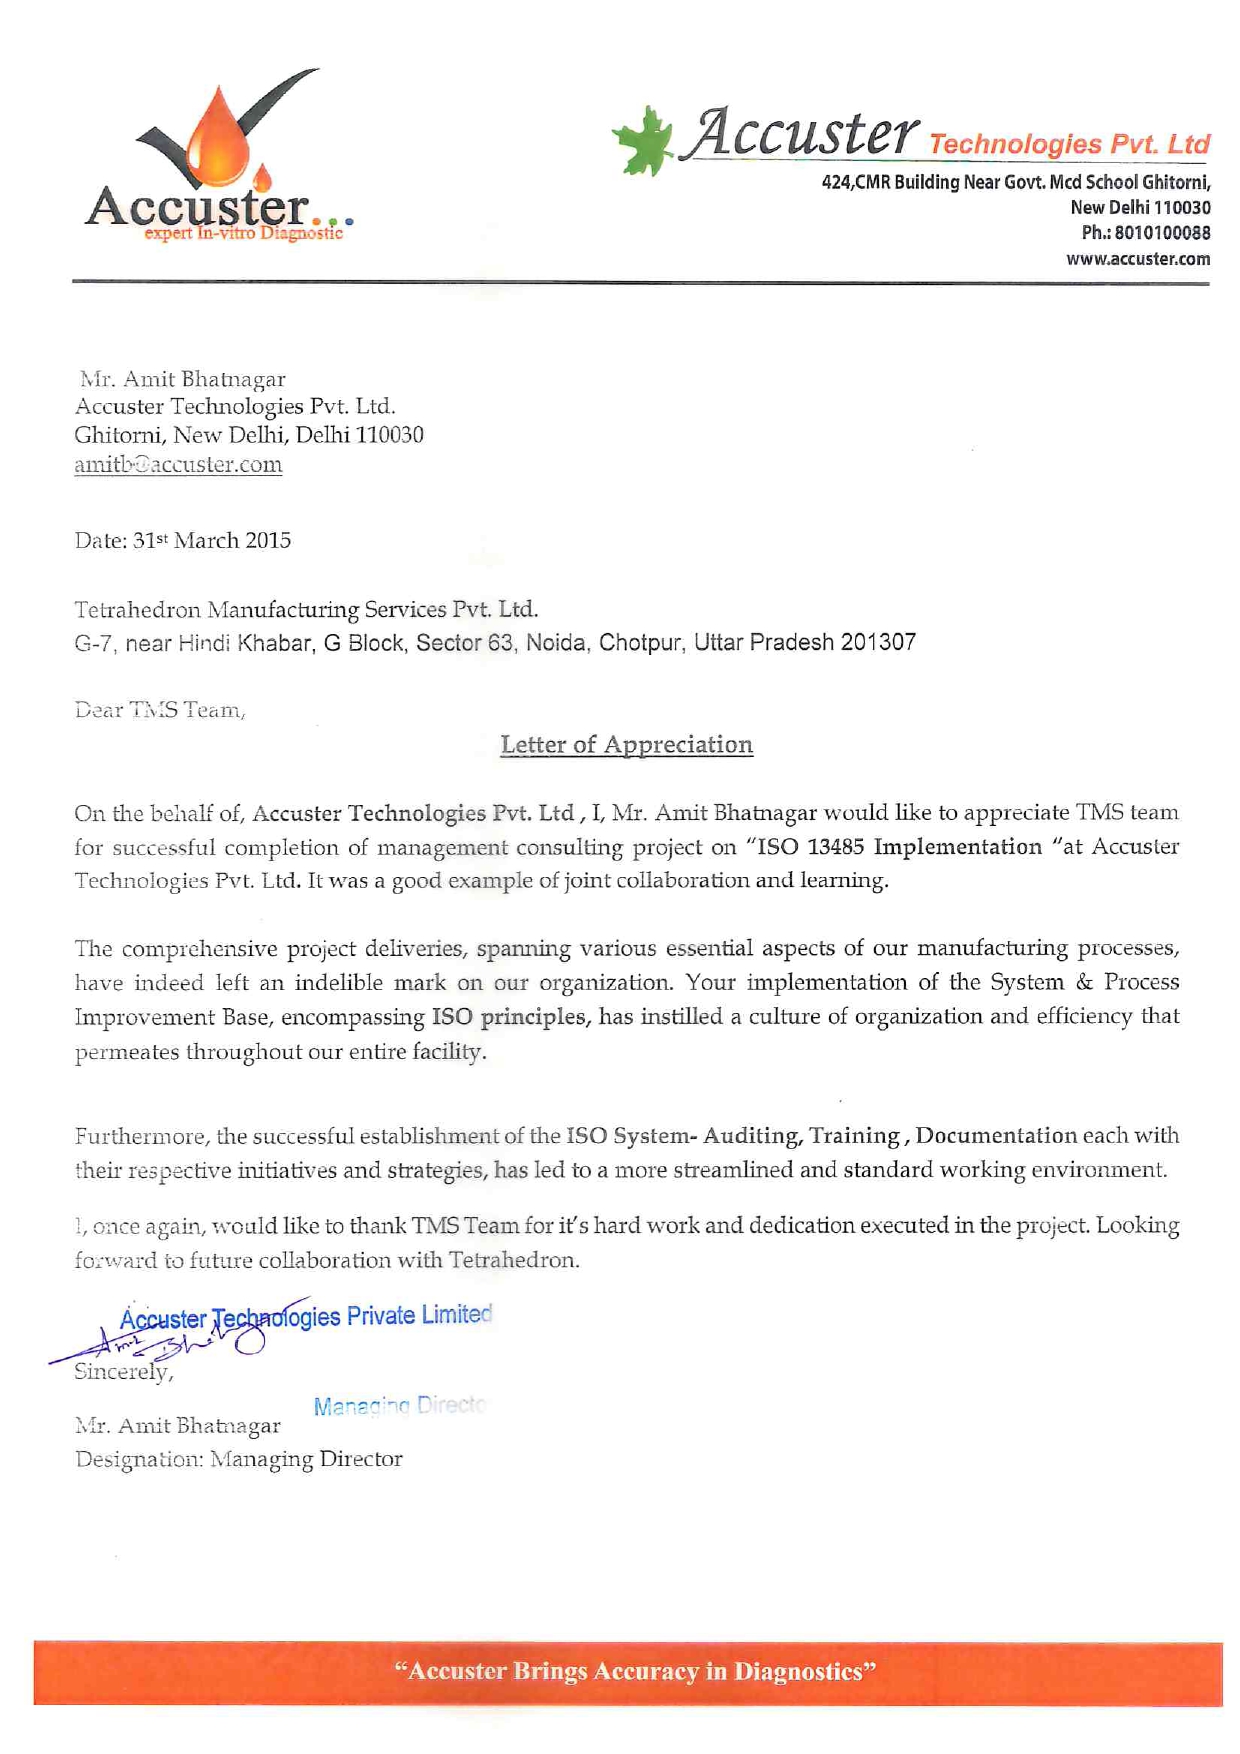 Accuster...
expert In-vitro Diagnostic
Accuster Technologies Pvt. Ltd
424,CMR Building Near Govt. Mcd School Ghitorni,
New Delhi 110030
Ph.: 8010100088
www.accuster.com
Mr. Amit Bhatnagar
Accuster Technologies Pvt. Ltd.
Ghitorni, New Delhi, Delhi 110030
amitb@accuster.com
Date: 31st March 2015
Tetrahedron Manufacturing Services Pvt. Ltd.
G-7, near Hindi Khabar, G Block, Sector 63, Noida, Chotpur, Uttar Pradesh 201307
Dear TMS Team,
Letter of Appreciation
On the behalf of, Accuster Technologies Pvt. Ltd , I, Mr. Amit Bhatnagar would like to appreciate TMS team
for successful completion of management consulting project on "ISO 13485 Implementation "at Accuster
Technologies Pvt. Ltd. It was a good example of joint collaboration and learning.
The comprehensive project deliveries, spanning various essential aspects of our manufacturing processes,
have indeed left an indelible mark on our organization. Your implementation of the System & Process
Improvement Base, encompassing ISO principles, has instilled a culture of organization and efficiency that
permeates throughout our entire facility.
Furthermore, the successful establishment of the ISO System- Auditing, Training , Documentation each with
their respective initiatives and strategies, has led to a more streamlined and standard working environment.
I, once again, would like to thank TMS Team for it's hard work and dedication executed in the project. Looking
forward to future collaboration with Tetrahedron.
Accuster Technologies Private Limited
Amit Bhatnagar
Sincerely,
Managing Director
Mr. Amit Bhatnagar
Designation: Managing Director
"Accuster Brings Accuracy in Diagnostics"